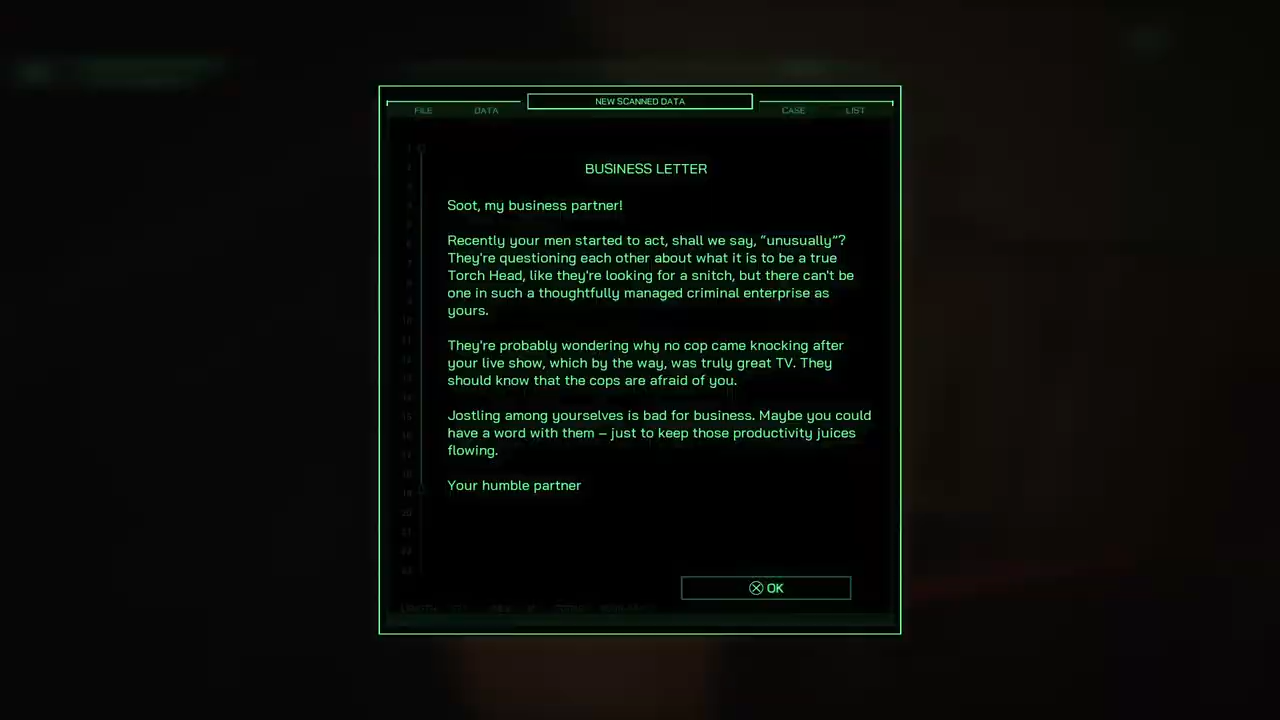 NEW SCANNED DATA
FILE DATA CASE LIST
BUSINESS LETTER
Soot, my business partner!
Recently your men started to act, shall we say, “unusually”?
They're questioning each other about what it is to be a true
Torch Head, like they're looking for a snitch, but there can't be
one in such a thoughtfully managed criminal enterprise as
yours.
They're probably wondering why no cop came knocking after
your live show, which by the way, was truly great TV. They
should know that the cops are afraid of you.
Jostling among yourselves is bad for business. Maybe you could
have a word with them – just to keep those productivity juices
flowing.
Your humble partner
OK